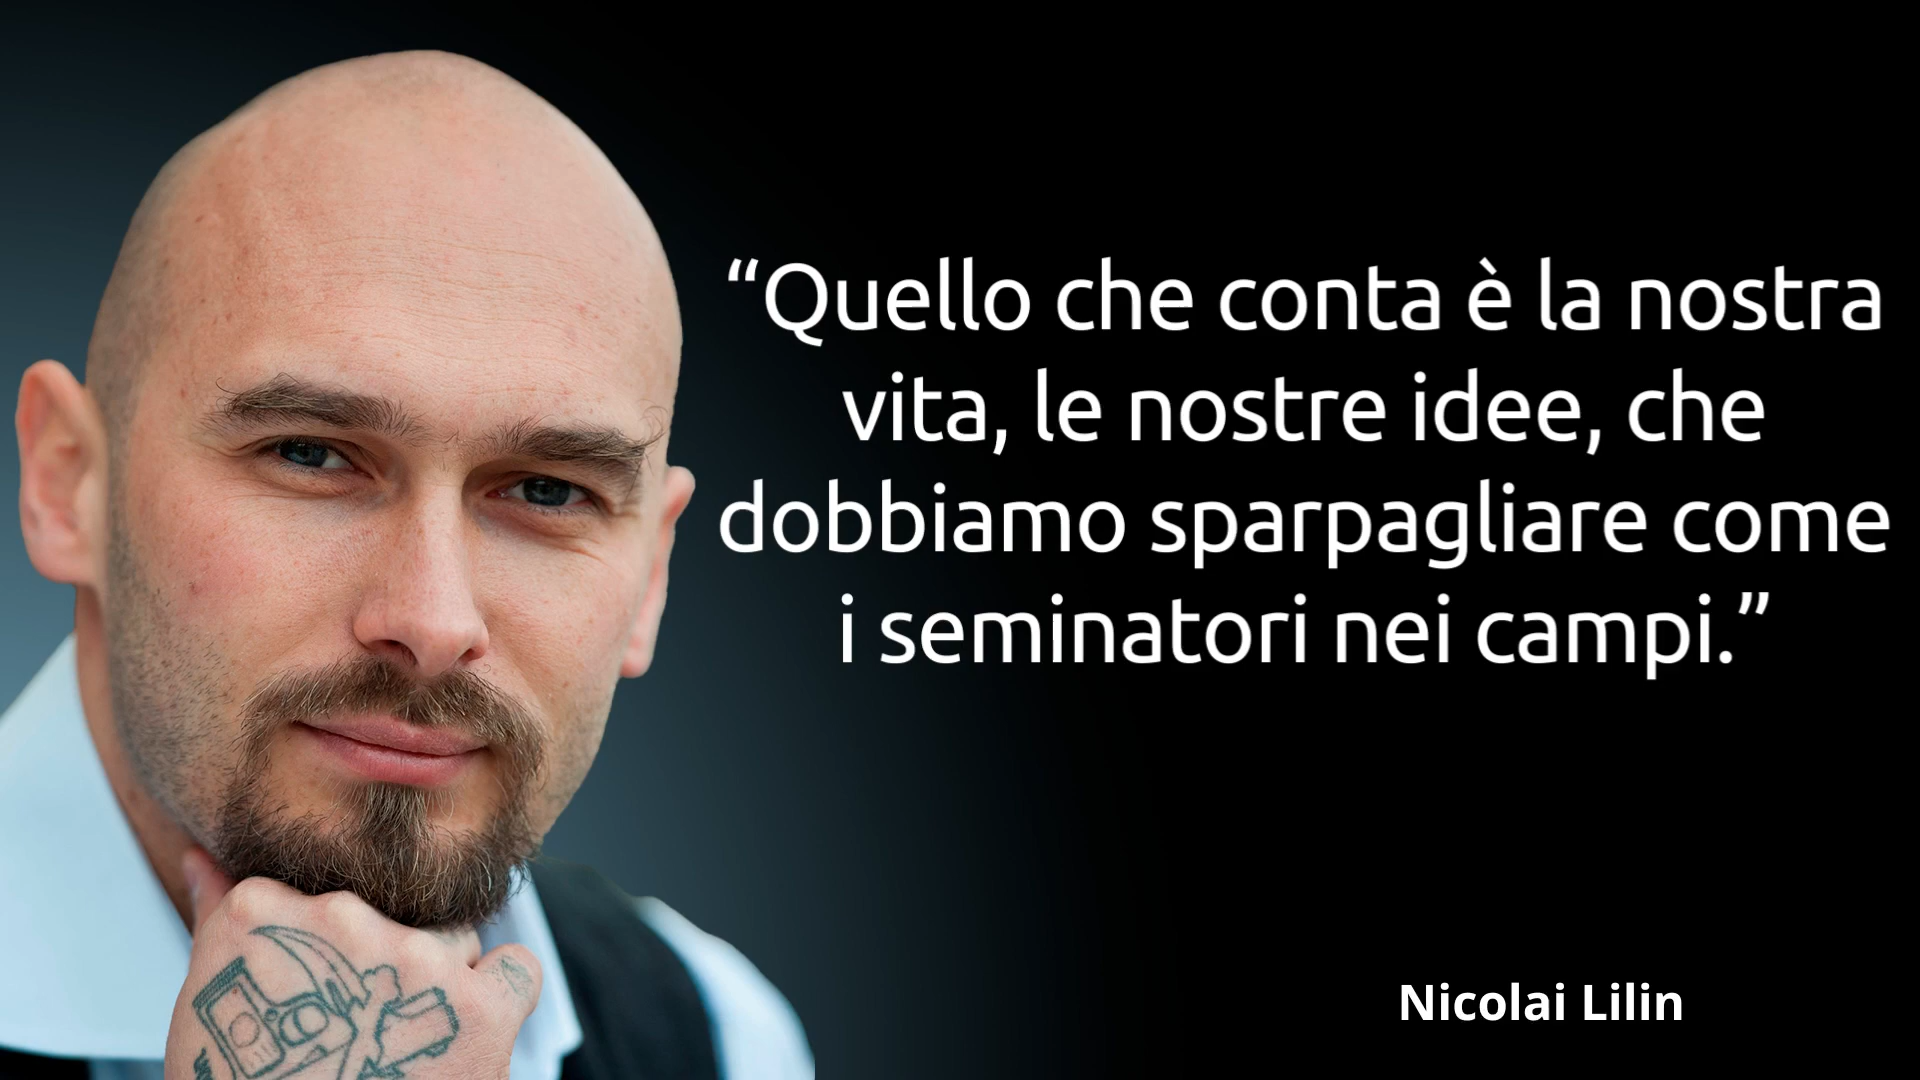 “Quello che conta è la nostra
vita, le nostre idee, che
dobbiamo sparpagliare come
i seminatori nei campi.”
Nicolai Lilin